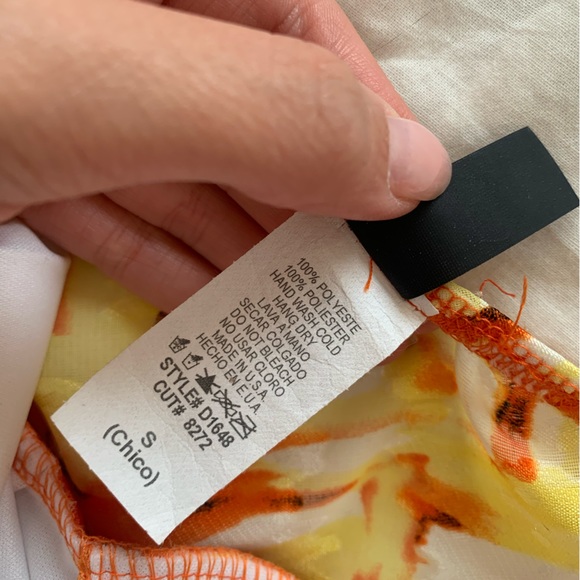 100% POLYESTE
100% POLIESTER
HAND WASH COLD
HANG DRY
LAVA A MANO
SECAR COLGADO
DO NOT BLEACH
NO USAR CLORO
MADE IN U.S.A.
HECHO EN E.U.A.
STYLE# D1648
CUT# 8272
S
(Chico)